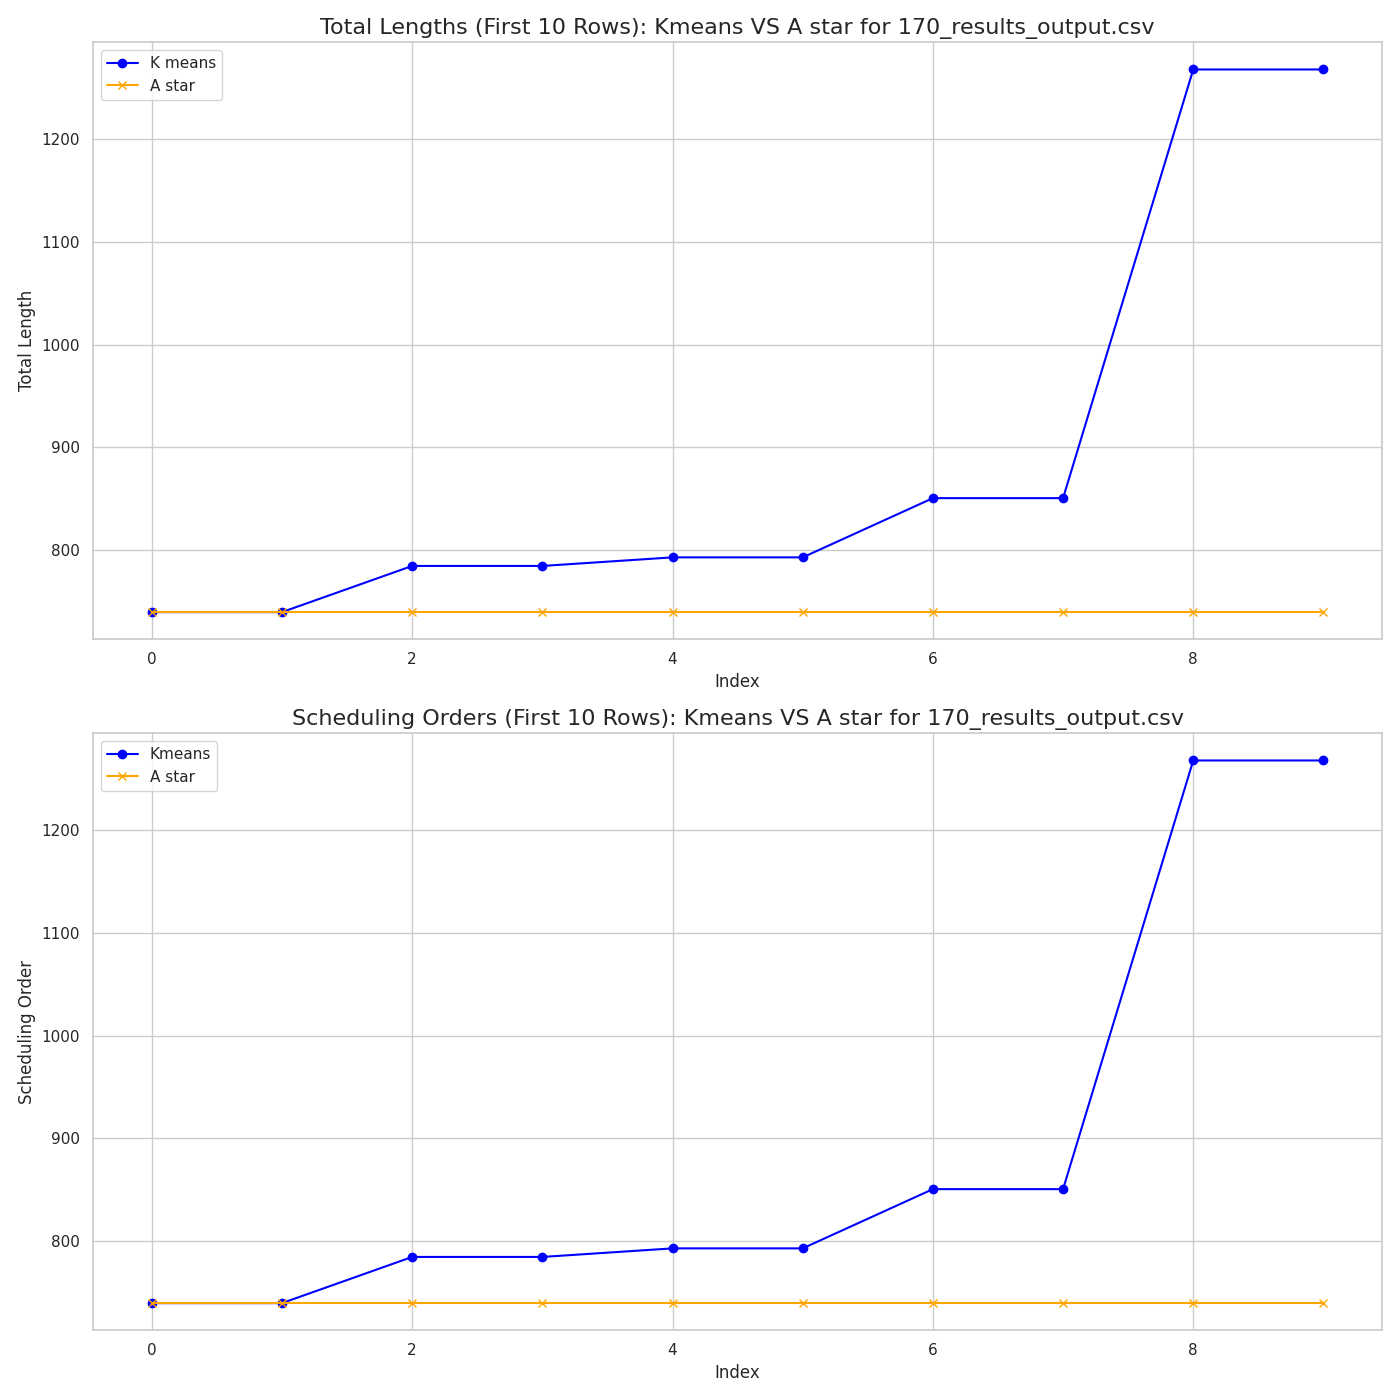 Total Lengths (First 10 Rows): Kmeans VS A star for 170_results_output.csv
K means
A star
1200
1100
1000
900
800
Total Length
0 2 4 6 8
Index
Scheduling Orders (First 10 Rows): Kmeans VS A star for 170_results_output.csv
Kmeans
A star
1200
1100
1000
900
800
Scheduling Order
0 2 4 6 8
Index